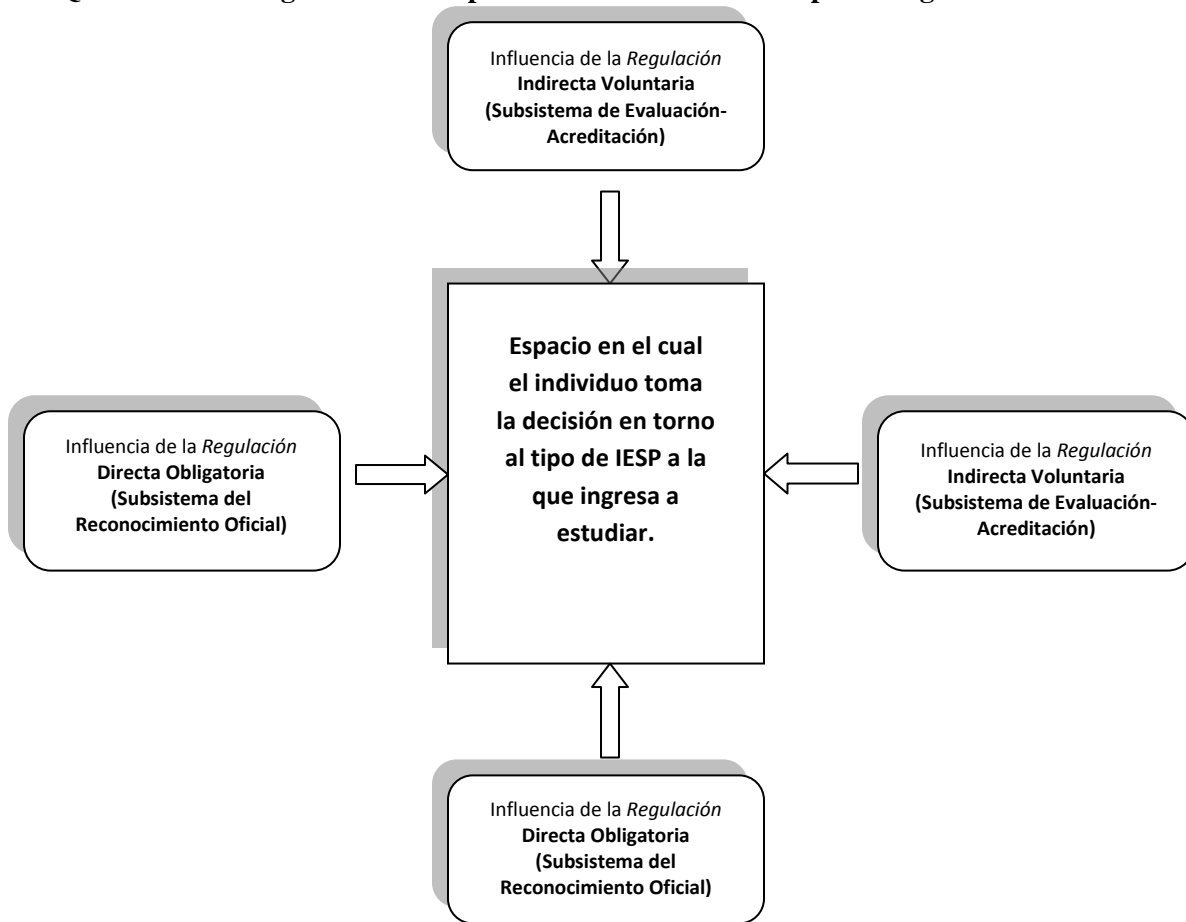 Influencia de la Regulación
Indirecta Voluntaria
(Subsistema de Evaluación-
Acreditación)
Espacio en el cual
el individuo toma
la decisión en torno
al tipo de IESP a la
que ingresa a
estudiar.
Influencia de la Regulación
Directa Obligatoria
(Subsistema del
Reconocimiento Oficial)
Influencia de la Regulación
Indirecta Voluntaria
(Subsistema de Evaluación-
Acreditación)
Influencia de la Regulación
Directa Obligatoria
(Subsistema del
Reconocimiento Oficial)